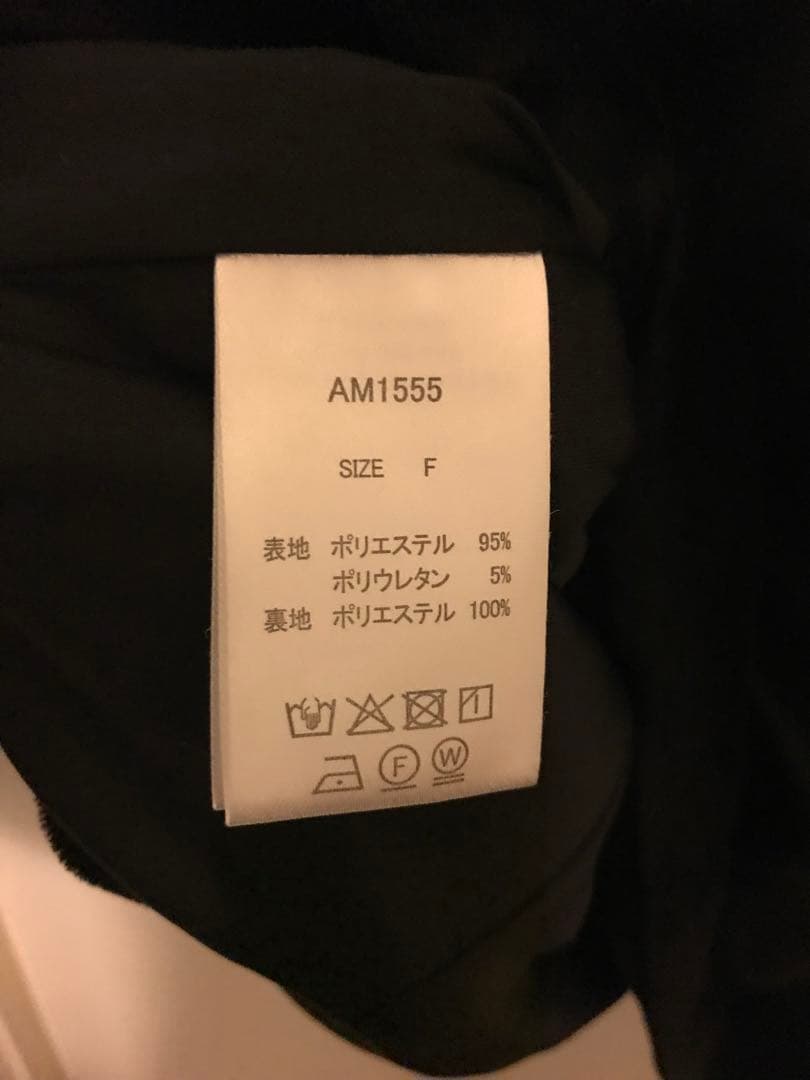 AM1555
SIZE F
表地 ポリエステル 95%
ポリウレタン 5%
裏地 ポリエステル 100%
F W